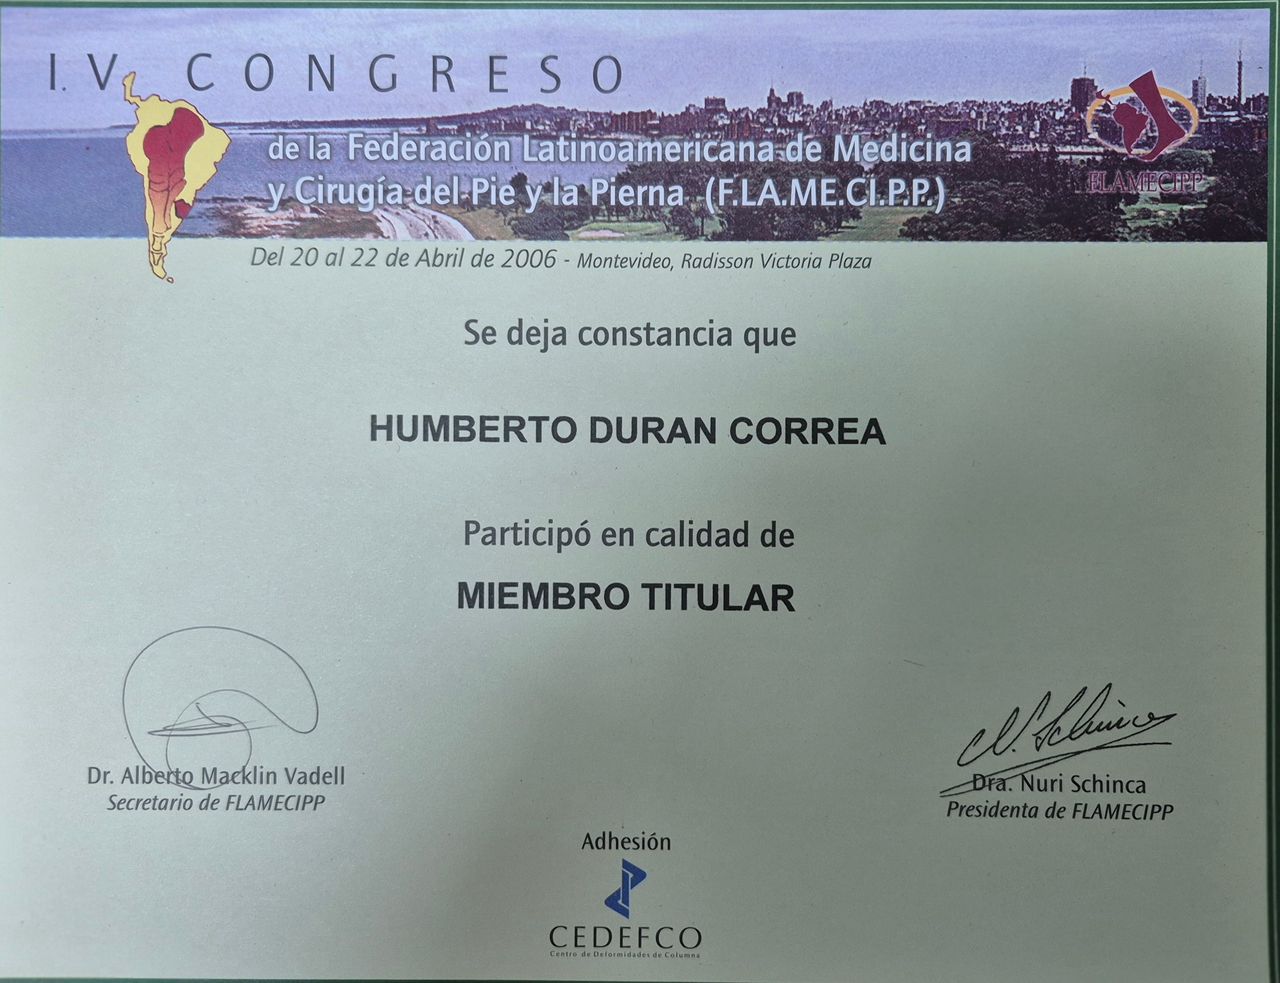 I.V CONGRESO
de la Federación Latinoamericana de Medicina
y Cirugía del Pie y la Pierna (F.LA.ME.CI.P.P.)
FLAMECIPP
Del 20 al 22 de Abril de 2006 - Montevideo, Radisson Victoria Plaza
Se deja constancia que
HUMBERTO DURAN CORREA
Participó en calidad de
MIEMBRO TITULAR
Dr. Alberto Macklin Vadell
Secretario de FLAMECIPP
N. Schinca
Dra. Nuri Schinca
Presidenta de FLAMECIPP
Adhesión
CEDEFCO
Centro de Deformidades de Columna